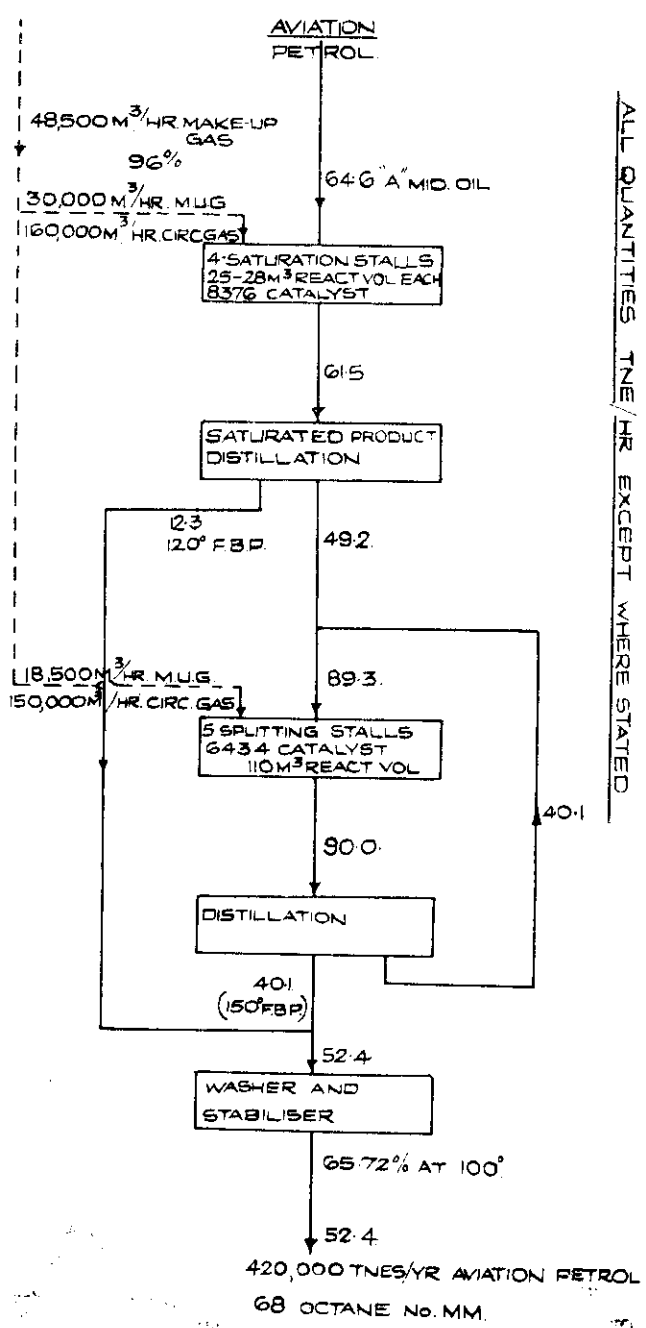 AVIATION
PETROL.
48,500 M³/HR. MAKE-UP
GAS
96%
64·6 "A" MID. OIL
30,000 M³/HR. M.U.G
160,000 M³/HR. CIRC GAS
4-SATURATION STALLS
25-28 M³ REACT VOL EACH
8376 CATALYST
61·5
SATURATED PRODUCT
DISTILLATION
12·3
120° F.B.P.
49·2.
18,500 M³/HR. M.U.G.
150,000 M³/HR. CIRC. GAS
89·3.
5 SPLITTING STALLS
6434 CATALYST
110 M³ REACT VOL
40·1
90·0.
DISTILLATION
40·1
(150° F.B.P.)
52·4
WASHER AND
STABILISER
65·72% AT 100°
52·4
420,000 TNES/YR AVIATION PETROL
68 OCTANE No. MM.
ALL QUANTITIES TNE/HR EXCEPT WHERE STATED